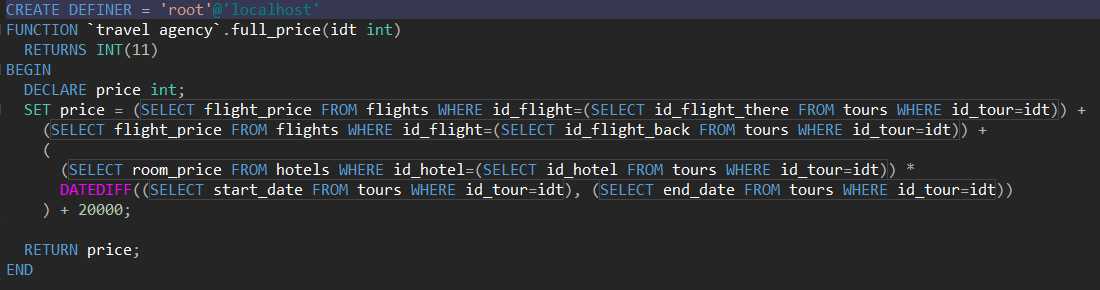 CREATE DEFINER = 'root'@'localhost'
FUNCTION `travel agency`.full_price(idt int)
  RETURNS INT(11)
BEGIN
  DECLARE price int;
  SET price = (SELECT flight_price FROM flights WHERE id_flight=(SELECT id_flight_there FROM tours WHERE id_tour=idt)) +
    (SELECT flight_price FROM flights WHERE id_flight=(SELECT id_flight_back FROM tours WHERE id_tour=idt)) +
    (
      (SELECT room_price FROM hotels WHERE id_hotel=(SELECT id_hotel FROM tours WHERE id_tour=idt)) *
      DATEDIFF((SELECT start_date FROM tours WHERE id_tour=idt), (SELECT end_date FROM tours WHERE id_tour=idt))
    ) + 20000;
  RETURN price;
END